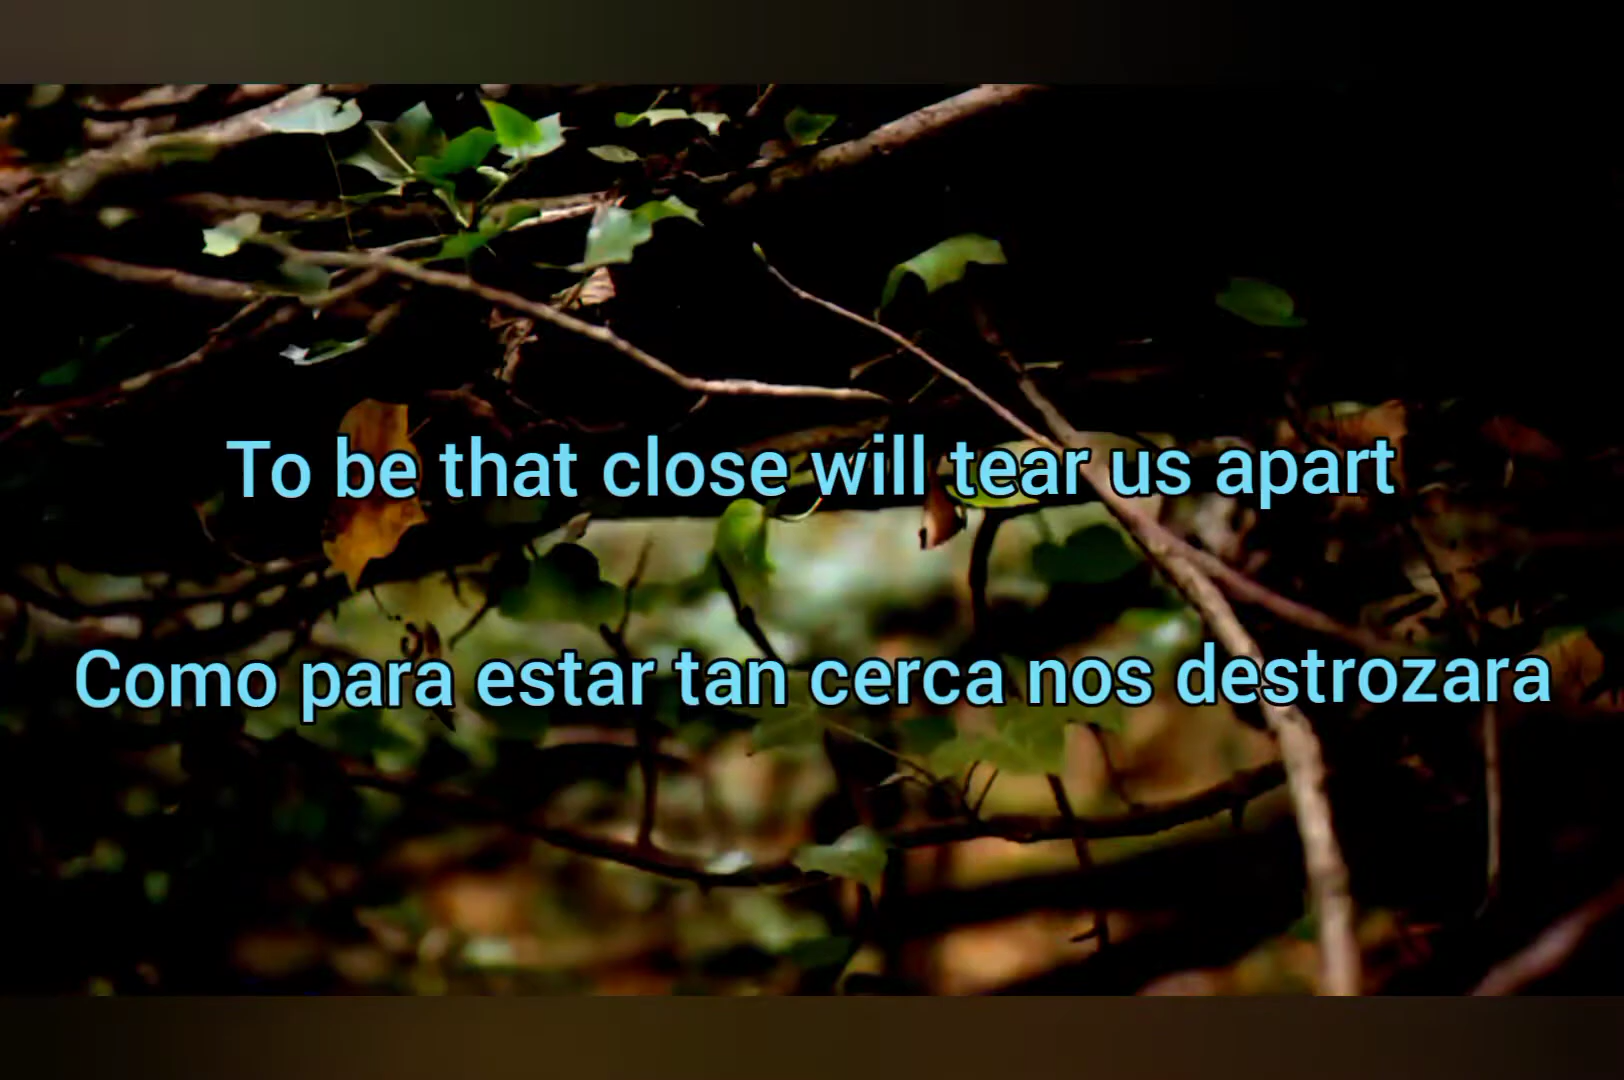 To be that close will tear us apart
Como para estar tan cerca nos destrozara